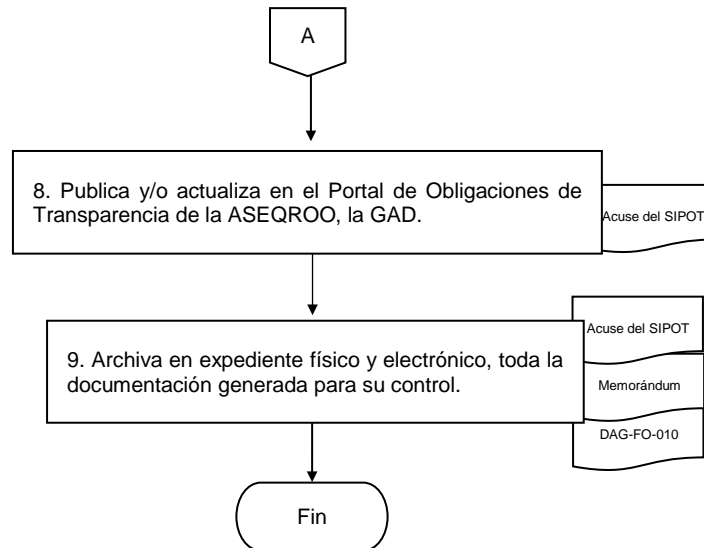 A
8. Publica y/o actualiza en el Portal de Obligaciones de
Transparencia de la ASEQROO, la GAD.
Acuse del SIPOT
9. Archiva en expediente físico y electrónico, toda la
documentación generada para su control.
Acuse del SIPOT
Memorándum
DAG-FO-010
Fin